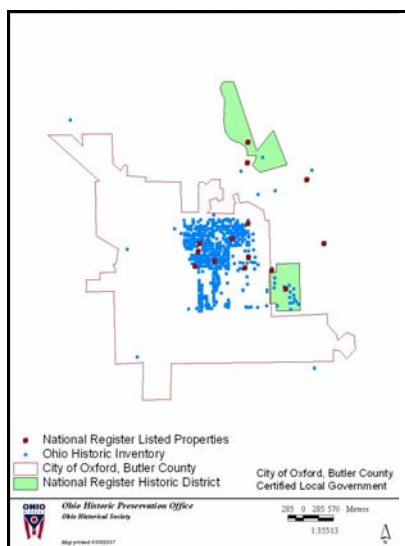 National Register Listed Properties
Ohio Historic Inventory
City of Oxford, Butler County
National Register Historic District
City of Oxford, Butler County
Certified Local Government
OHIO
Ohio Historic Preservation Office
Ohio Historical Society
285 0 285 570 Meters
1:35513
Map printed
N